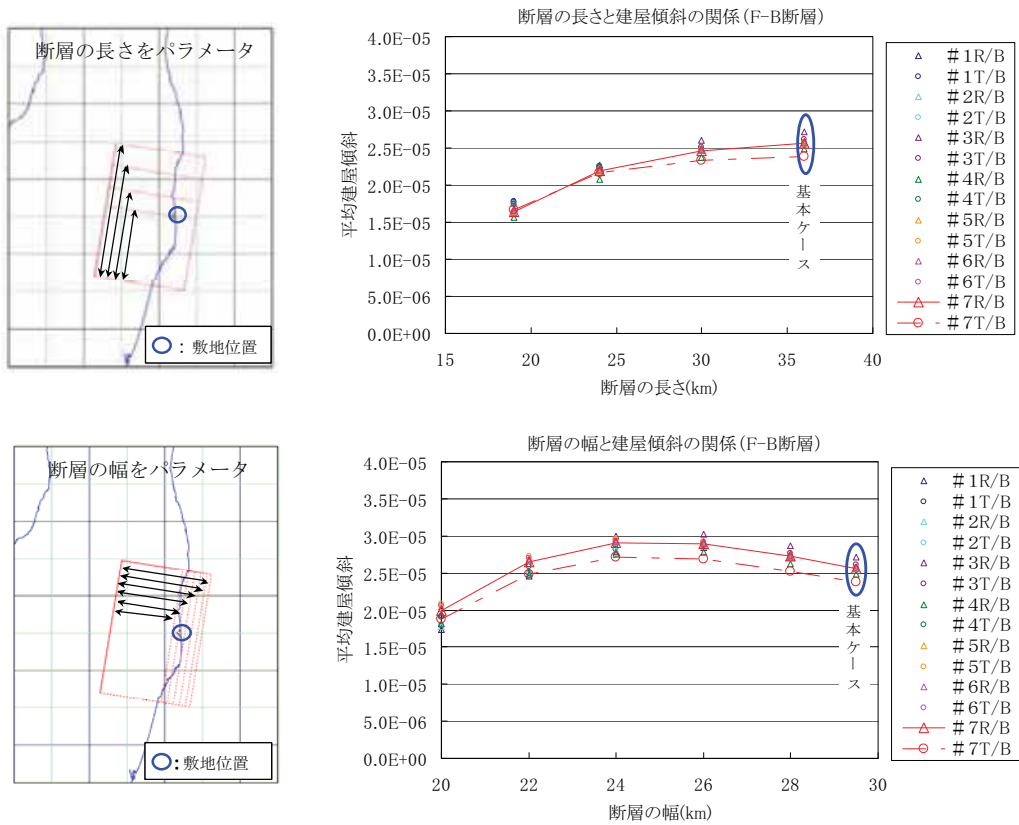 断層の長さをパラメータ
：敷地位置
断層の長さと建屋傾斜の関係（F-B断層）
平均建屋傾斜
4.0E-05
3.5E-05
3.0E-05
2.5E-05
2.0E-05
1.5E-05
1.0E-05
5.0E-06
0.0E+00
15
20
25
30
35
40
断層の長さ(km)
基本ケース
＃1R/B
＃1T/B
＃2R/B
＃2T/B
＃3R/B
＃3T/B
＃4R/B
＃4T/B
＃5R/B
＃5T/B
＃6R/B
＃6T/B
＃7R/B
＃7T/B
断層の幅をパラメータ
：敷地位置
断層の幅と建屋傾斜の関係（F-B断層）
平均建屋傾斜
4.0E-05
3.5E-05
3.0E-05
2.5E-05
2.0E-05
1.5E-05
1.0E-05
5.0E-06
0.0E+00
20
22
24
26
28
30
断層の幅(km)
基本ケース
＃1R/B
＃1T/B
＃2R/B
＃2T/B
＃3R/B
＃3T/B
＃4R/B
＃4T/B
＃5R/B
＃5T/B
＃6R/B
＃6T/B
＃7R/B
＃7T/B